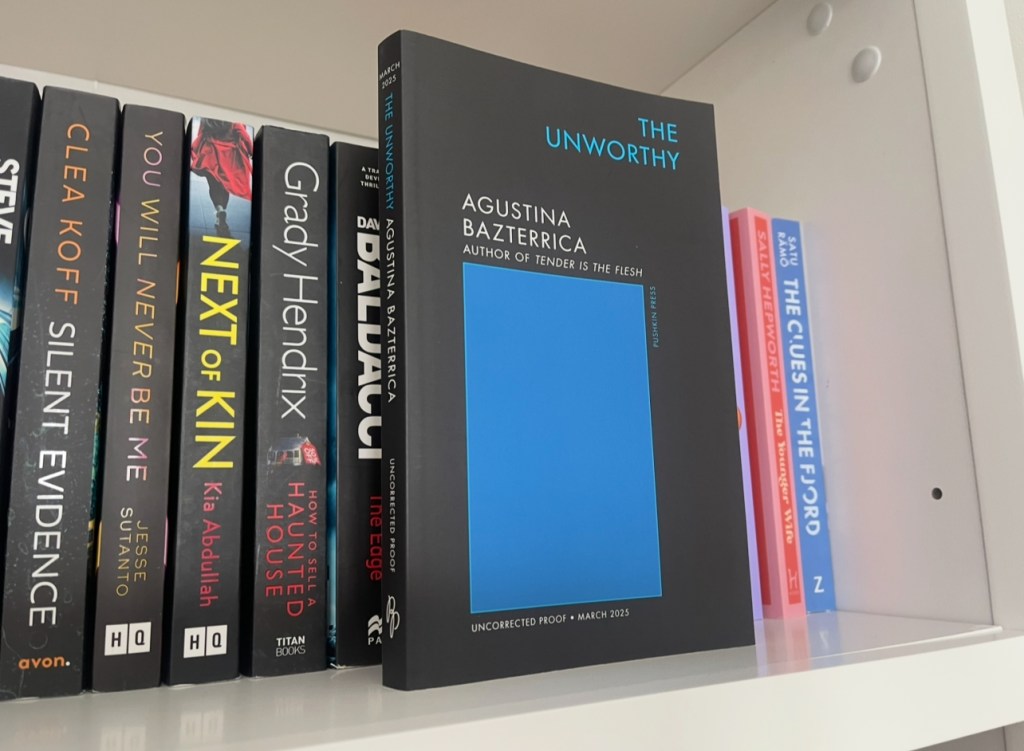 STEVE
CLEA KOFF SILENT EVIDENCE
avon.
YOU WILL NEVER BE ME
JESSE
SUTANTO
HQ
NEXT OF KIN
Kia Abdullah
HQ
Grady Hendrix
HOW TO SELL A
HAUNTED
HOUSE
TITAN
BOOKS
BALDACCI
The Edge
MARCH
2025
THE UNWORTHY AGUSTINA BAZTERRICA
UNCORRECTED PROOF
THE
UNWORTHY
AGUSTINA
BAZTERRICA
AUTHOR OF TENDER IS THE FLESH
PUSHKIN PRESS
UNCORRECTED PROOF • MARCH 2025
SALLY HEPWORTH The Younger Wife
SATU
RÄMÖ
THE CLUES IN THE FJORD
Z